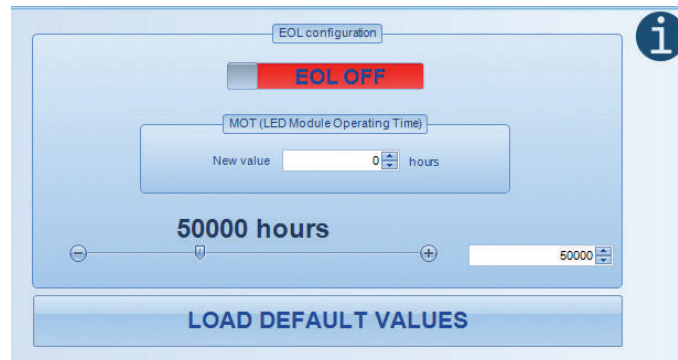 EOL configuration
EOL OFF
MOT (LED Module Operating Time)
New value 0 hours
50000 hours
50000
LOAD DEFAULT VALUES